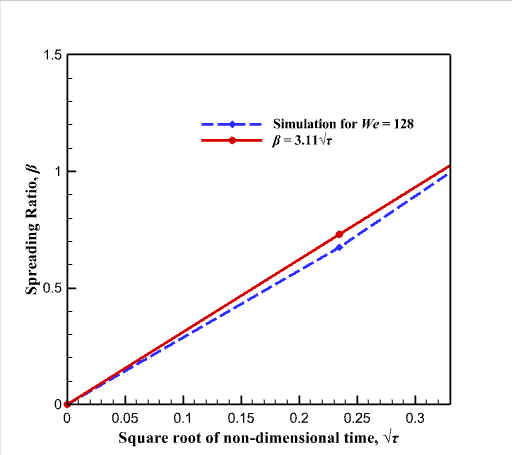 1.5
Simulation for We = 128
β = 3.11√τ
1
Spreading Ratio, β
0.5
0
0 0.05 0.1 0.15 0.2 0.25 0.3
Square root of non-dimensional time, √τ